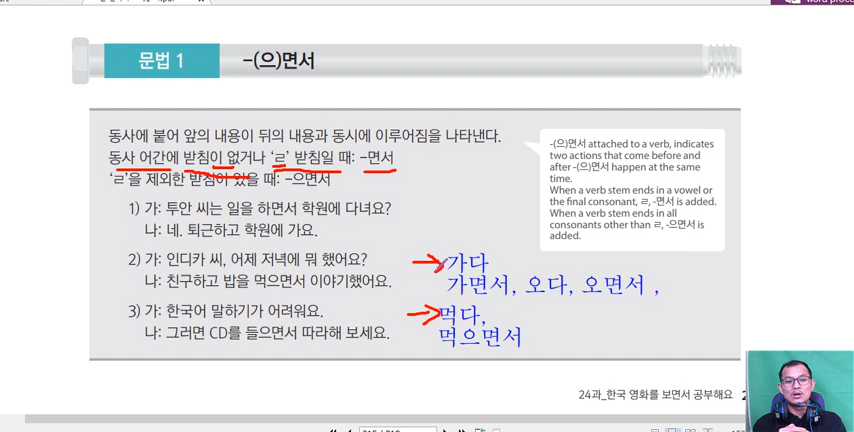 문법 1
-(으)면서
동사에 붙어 앞의 내용이 뒤의 내용과 동시에 이루어짐을 나타낸다.
동사 어간에 받침이 없거나 ‘ㄹ’ 받침일 때: -면서
‘ㄹ’을 제외한 받침이 있을 때: -으면서
1) 가: 투안 씨는 일을 하면서 학원에 다녀요?
나: 네. 퇴근하고 학원에 가요.
2) 가: 인디카 씨, 어제 저녁에 뭐 했어요?
나: 친구하고 밥을 먹으면서 이야기했어요.
3) 가: 한국어 말하기가 어려워요.
나: 그러면 CD를 들으면서 따라해 보세요.
-(으)면서 attached to a verb, indicates
two actions that come before and
after -(으)면서 happen at the same
time.
When a verb stem ends in a vowel or
the final consonant, ㄹ, -면서 is added.
When a verb stem ends in all
consonants other than ㄹ, -으면서 is
added.
가다
가면서, 오다, 오면서 ,
먹다,
먹으면서
24과_한국 영화를 보면서 공부해요